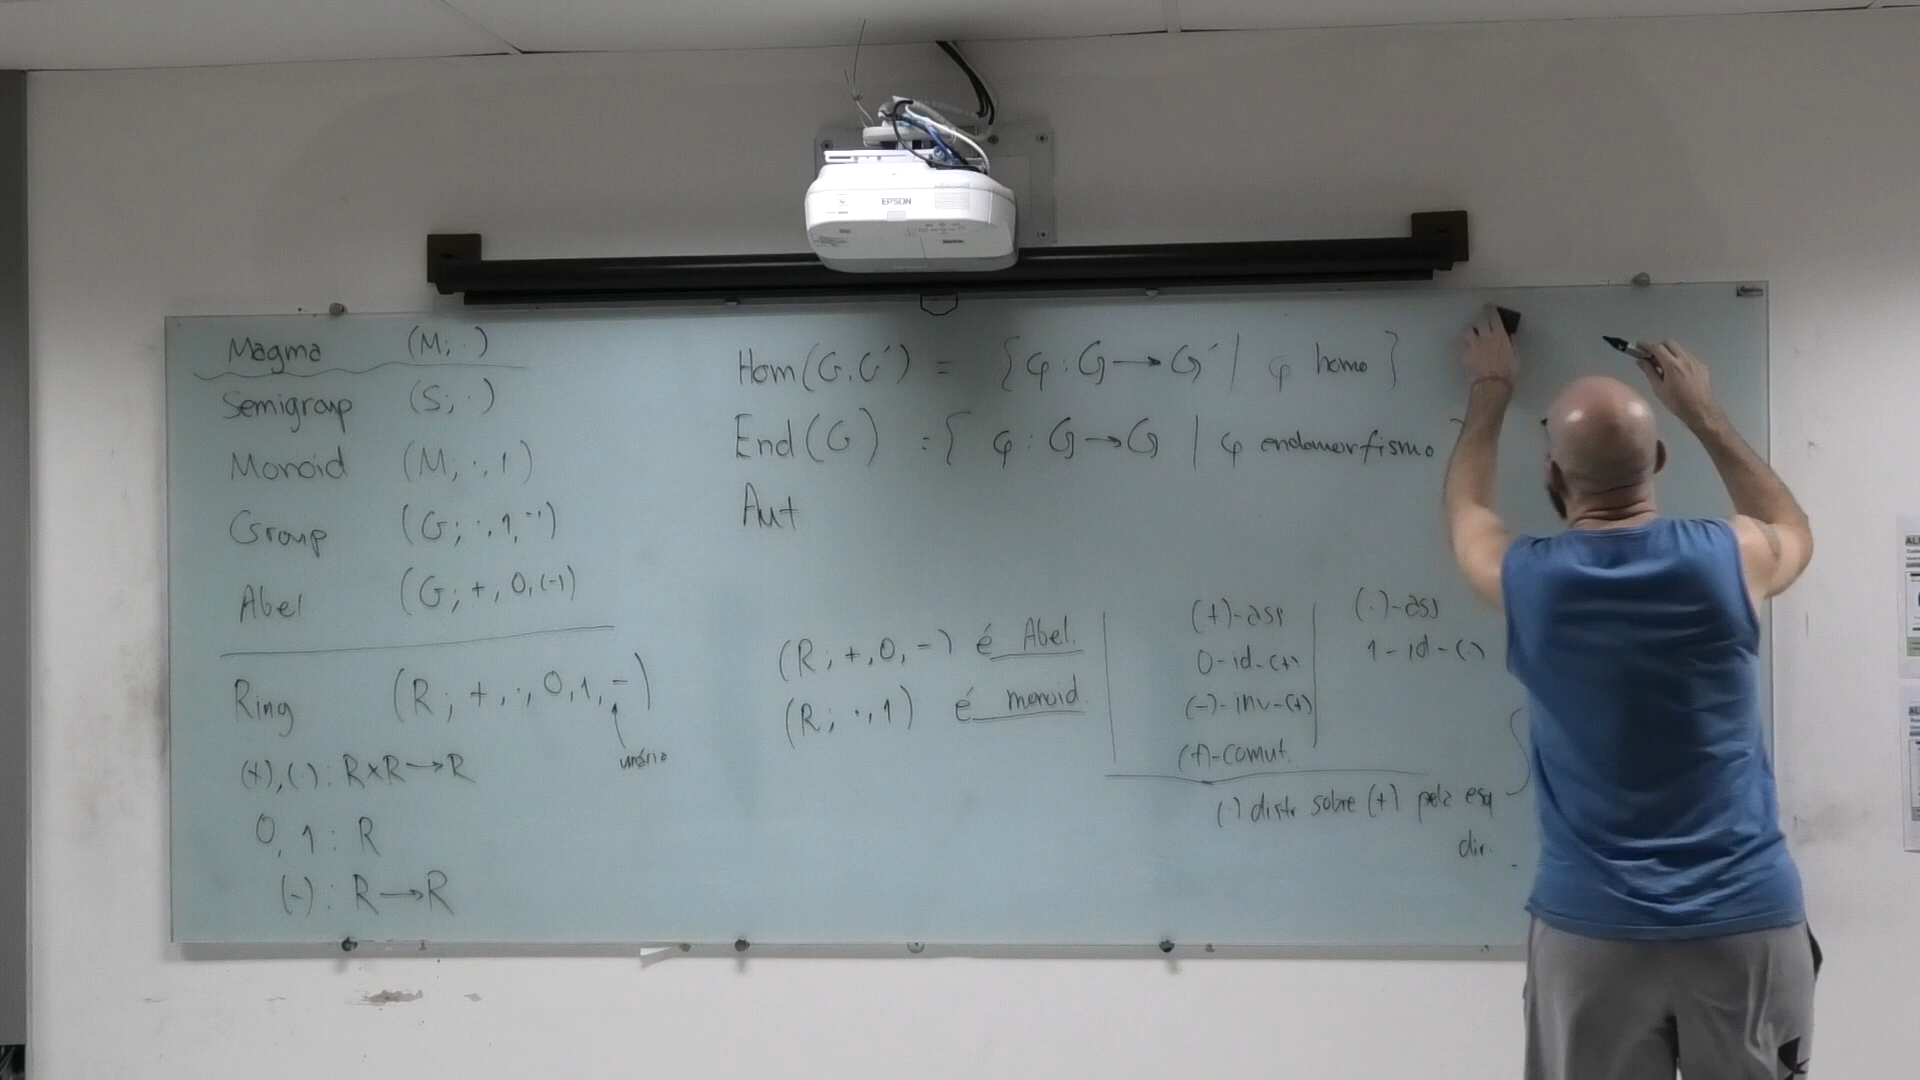 EPSON
Magma (M; ·)
Semigroup (S; ·)
Monoid (M; ·, 1)
Group (G; ·, 1, ⁻¹)
Abel (G; +, 0, (-))
Ring (R; +, ·, 0, 1, -)
unária
(+), (·) : R×R → R
0, 1 : R
(-) : R → R
Hom(G, G') = { φ : G → G' | φ homo }
End(G) = { φ : G → G | φ endomorfismo
Aut
(R; +, 0, -) é Abel.
(R; ·, 1) é monoid.
(+)-ass
0-id-(+)
(-)-inv-(+)
(+)-comut.
(·)-ass
1-id-(·)
(·) distr sobre (+) pela esq
dir.